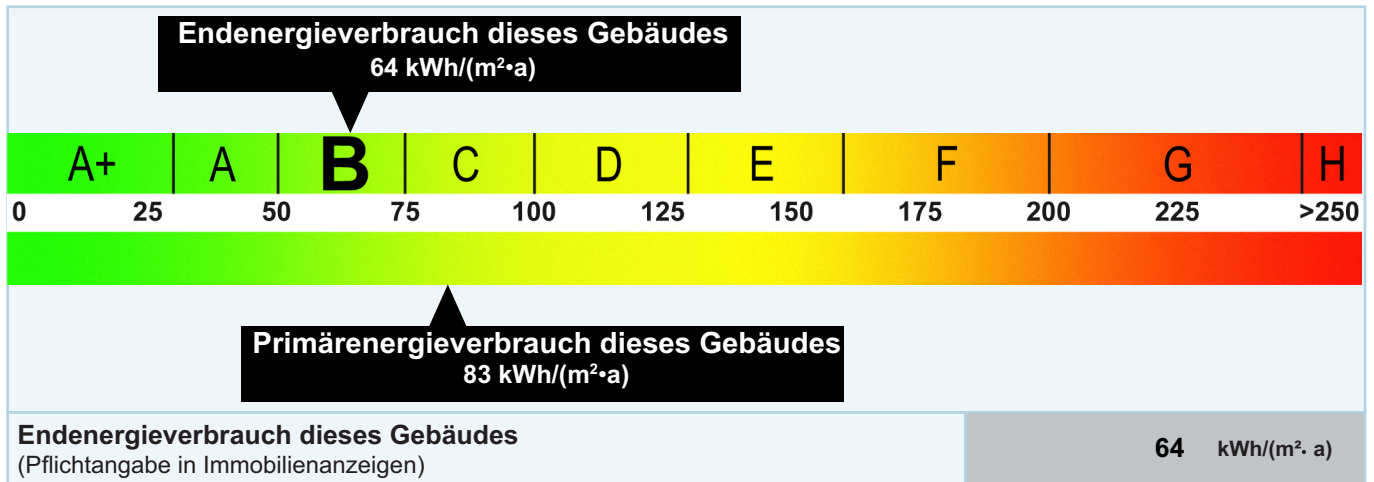 Endenergieverbrauch dieses Gebäudes
64 kWh/(m²•a)
A+ A B C D E F G H
0 25 50 75 100 125 150 175 200 225 >250
Primärenergieverbrauch dieses Gebäudes
83 kWh/(m²•a)
Endenergieverbrauch dieses Gebäudes
(Pflichtangabe in Immobilienanzeigen)
64 kWh/(m²· a)